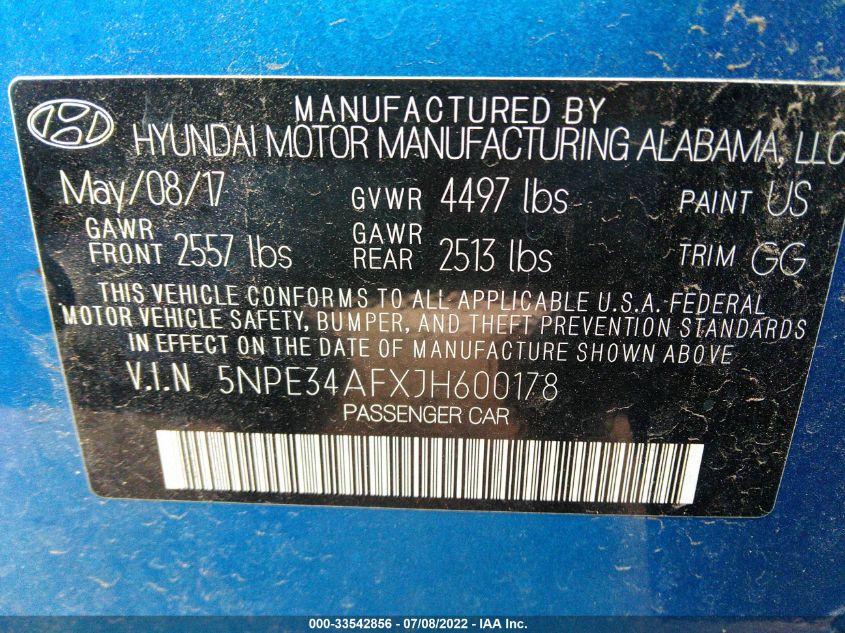 MANUFACTURED BY
HYUNDAI MOTOR MANUFACTURING ALABAMA, LLC
May/08/17 GVWR 4497 lbs PAINT US
GAWR FRONT 2557 lbs GAWR REAR 2513 lbs TRIM GG
THIS VEHICLE CONFORMS TO ALL APPLICABLE U.S.A. FEDERAL
MOTOR VEHICLE SAFETY, BUMPER, AND THEFT PREVENTION STANDARDS
IN EFFECT ON THE DATE OF MANUFACTURE SHOWN ABOVE
V.I.N 5NPE34AFXJH600178
PASSENGER CAR
000-33542856 - 07/08/2022 - IAA Inc.